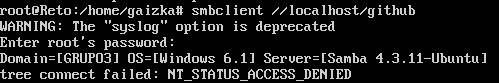 root@Reto:/home/gaizka# smbclient //localhost/github
WARNING: The "syslog" option is deprecated
Enter root's password:
Domain=[GRUPO3] OS=[Windows 6.1] Server=[Samba 4.3.11-Ubuntu]
tree connect failed: NT_STATUS_ACCESS_DENIED